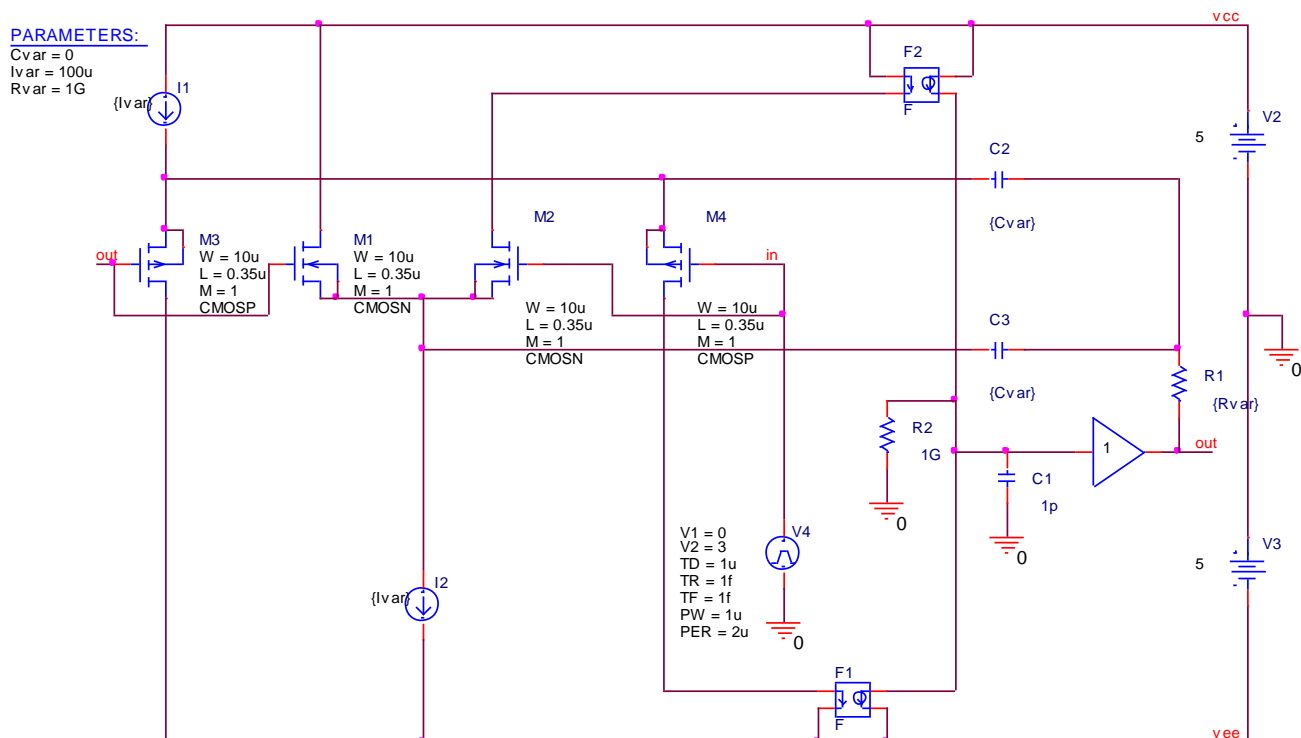 vcc
PARAMETERS:
Cvar = 0
Ivar = 100u
Rvar = 1G
I1
{Ivar}
F2
F
V2
5
C2
{Cvar}
out
M3
W = 10u
L = 0.35u
M = 1
CMOSP
M1
W = 10u
L = 0.35u
M = 1
CMOSN
M2
W = 10u
L = 0.35u
M = 1
CMOSN
M4
W = 10u
L = 0.35u
M = 1
CMOSP
in
C3
{Cvar}
0
R1
{Rvar}
R2
1G
0
1
out
C1
1p
0
V1 = 0
V2 = 3
TD = 1u
TR = 1f
TF = 1f
PW = 1u
PER = 2u
V4
0
V3
5
I2
{Ivar}
F1
F
vee